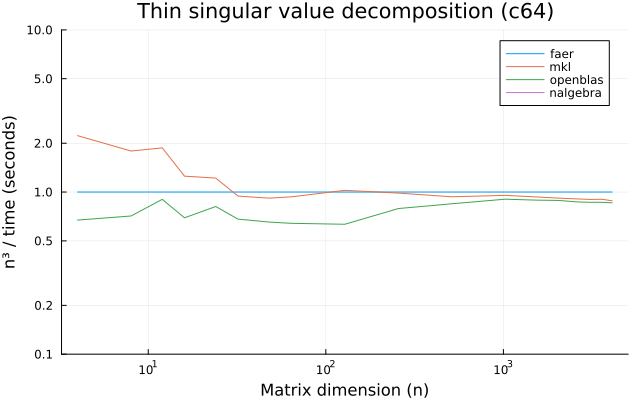 Thin singular value decomposition (c64)
n³ / time (seconds)
10.0
5.0
2.0
1.0
0.5
0.2
0.1
faer
mkl
openblas
nalgebra
10¹
10²
10³
Matrix dimension (n)